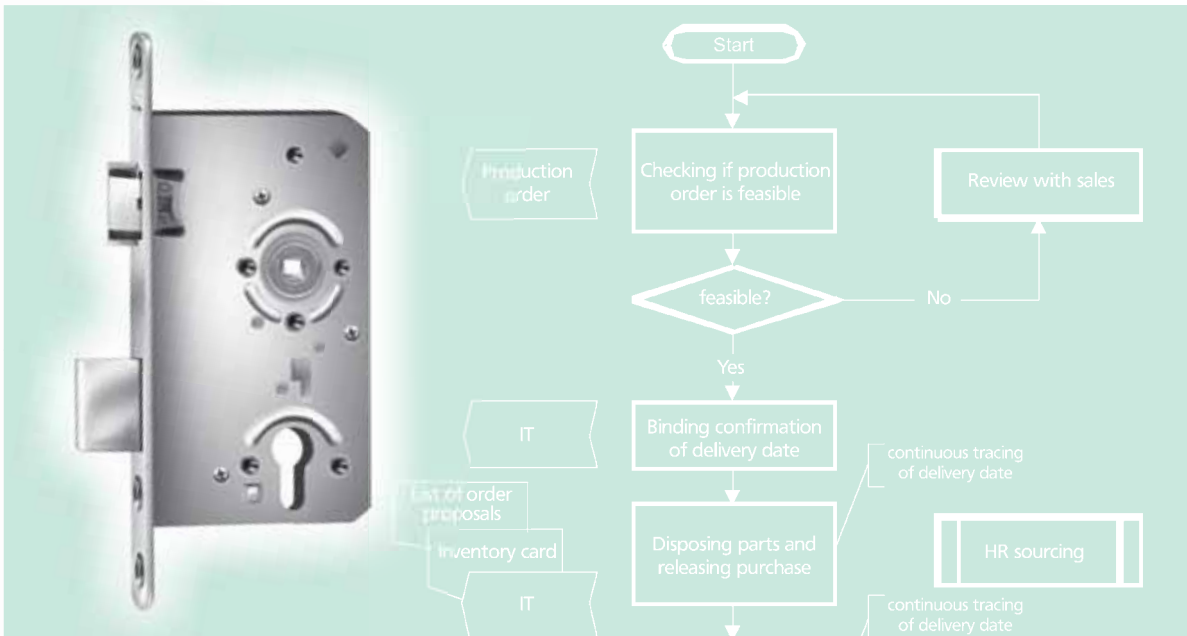 Start
Production
order
Checking if production
order is feasible
Review with sales
feasible?
No
Yes
IT
Binding confirmation
of delivery date
continuous tracing
of delivery date
List of order
proposals
Inventory card
Disposing parts and
releasing purchase
HR sourcing
IT
continuous tracing
of delivery date